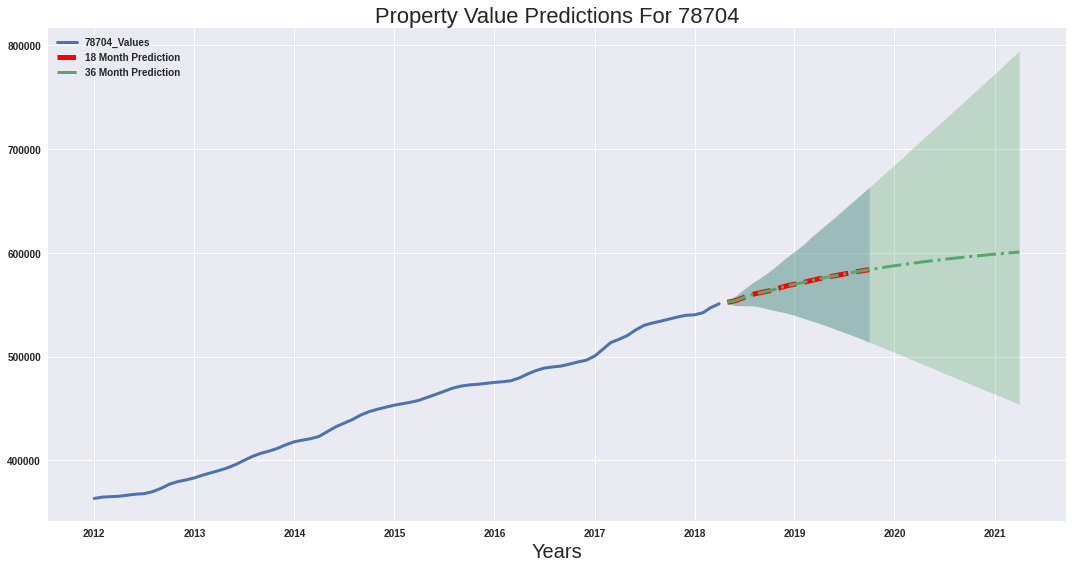 Property Value Predictions For 78704
78704_Values
18 Month Prediction
36 Month Prediction
800000
700000
600000
500000
400000
2012 2013 2014 2015 2016 2017 2018 2019 2020 2021
Years